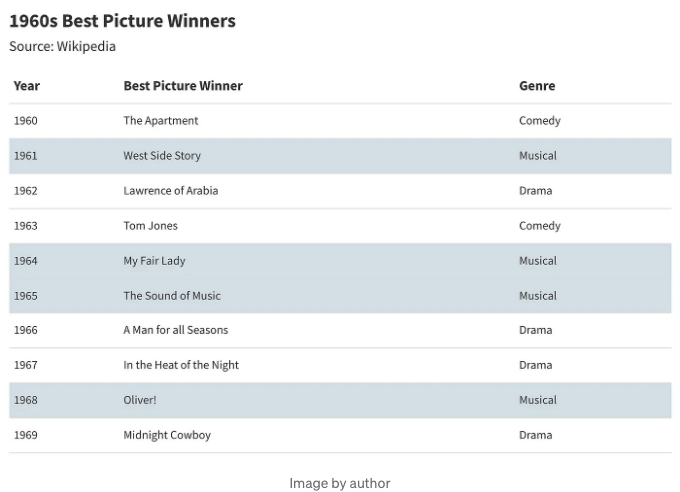 1960s Best Picture Winners
Source: Wikipedia
Year Best Picture Winner Genre
1960 The Apartment Comedy
1961 West Side Story Musical
1962 Lawrence of Arabia Drama
1963 Tom Jones Comedy
1964 My Fair Lady Musical
1965 The Sound of Music Musical
1966 A Man for all Seasons Drama
1967 In the Heat of the Night Drama
1968 Oliver! Musical
1969 Midnight Cowboy Drama
Image by author